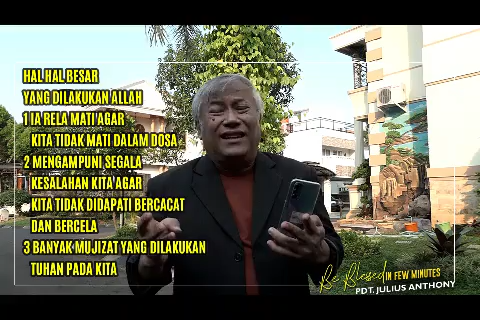 HAL HAL BESAR
YANG DILAKUKAN ALLAH
1 IA RELA MATI AGAR
KITA TIDAK MATI DALAM DOSA
2 MENGAMPUNI SEGALA
KESALAHAN KITA AGAR
KITA TIDAK DIDAPATI BERCACAT
DAN BERCELA
3 BANYAK MUJIZAT YANG DILAKUKAN
TUHAN PADA KITA
Be Blessed IN FEW MINUTES
PDT. JULIUS ANTHONY